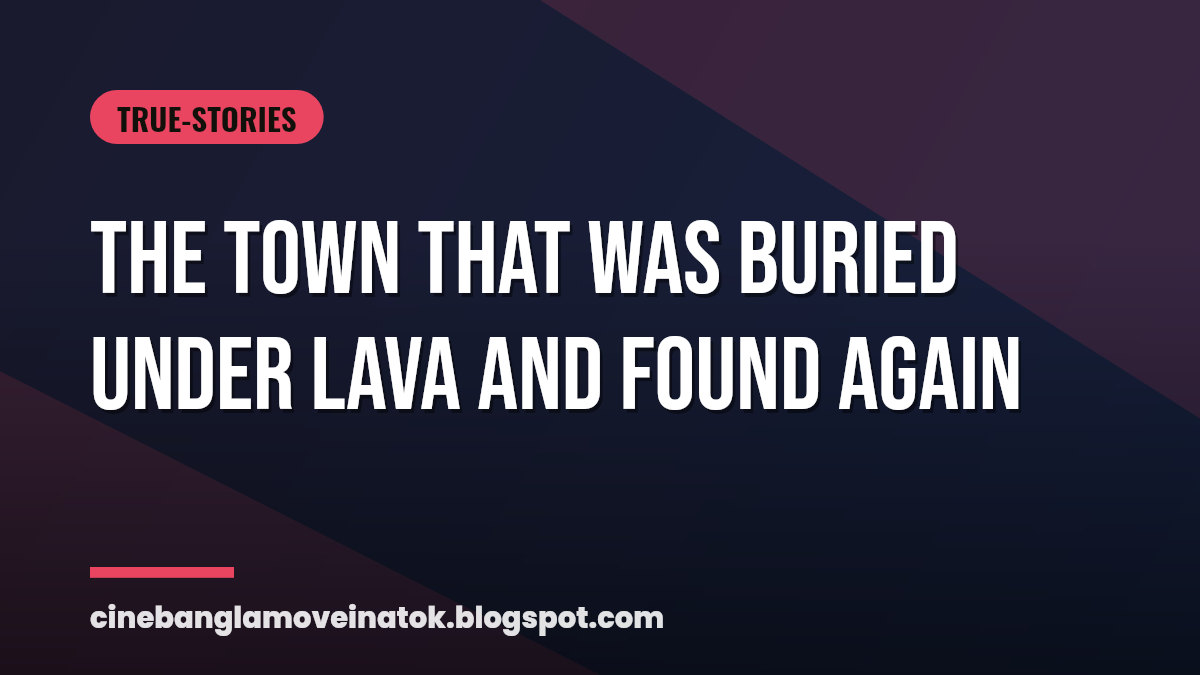 TRUE-STORIES
THE TOWN THAT WAS BURIED
UNDER LAVA AND FOUND AGAIN
cinebanglamoveinatok.blogspot.com